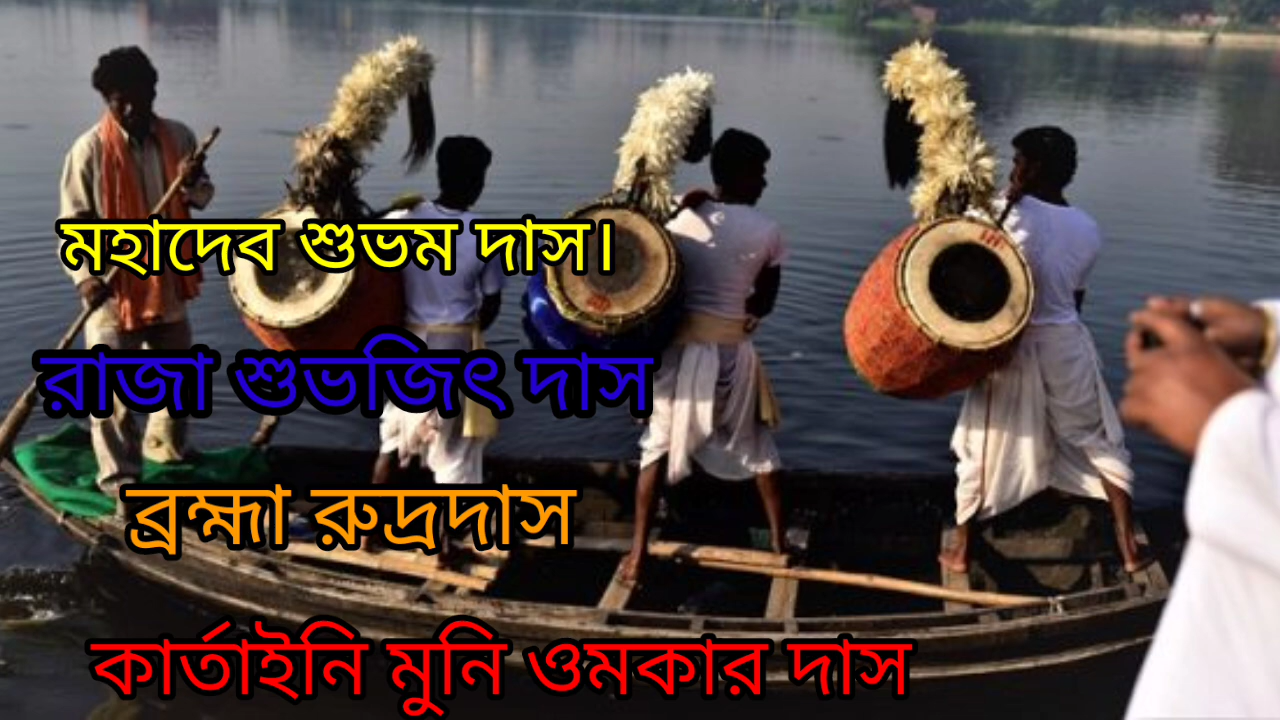 মহাদেব শুভম দাস।
রাজা শুভজিৎ দাস
ব্রহ্মা রুদ্রদাস
কার্তাইনি মুনি ওমকার দাস